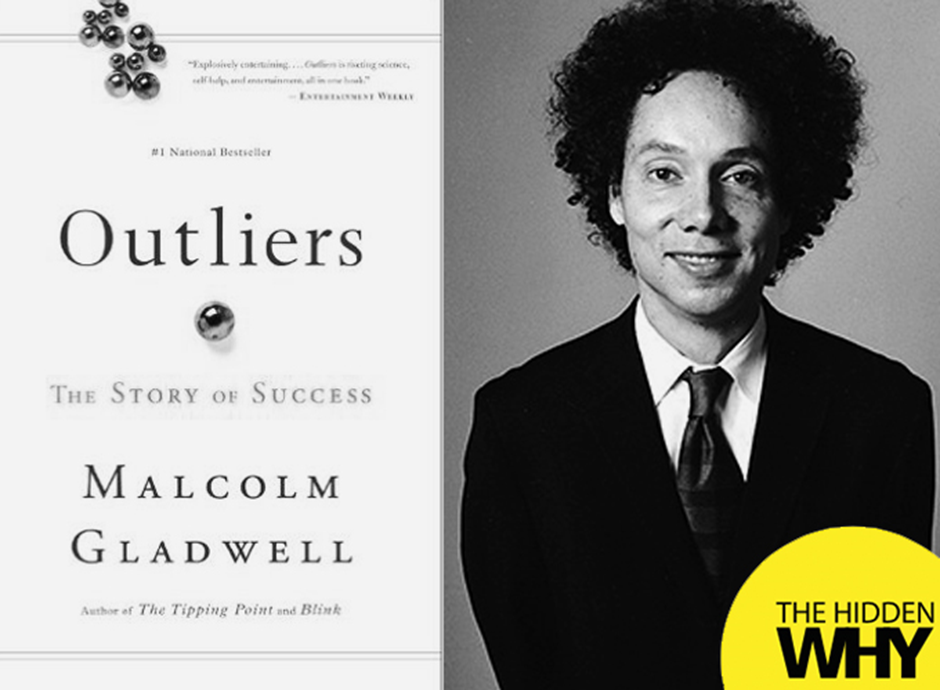 “Explosively entertaining. . . . Outliers is riveting science,
self-help, and entertainment, all in one book.”
— ENTERTAINMENT WEEKLY
#1 National Bestseller
Outliers
THE STORY OF SUCCESS
MALCOLM
GLADWELL
Author of The Tipping Point and Blink
THE HIDDEN
WHY